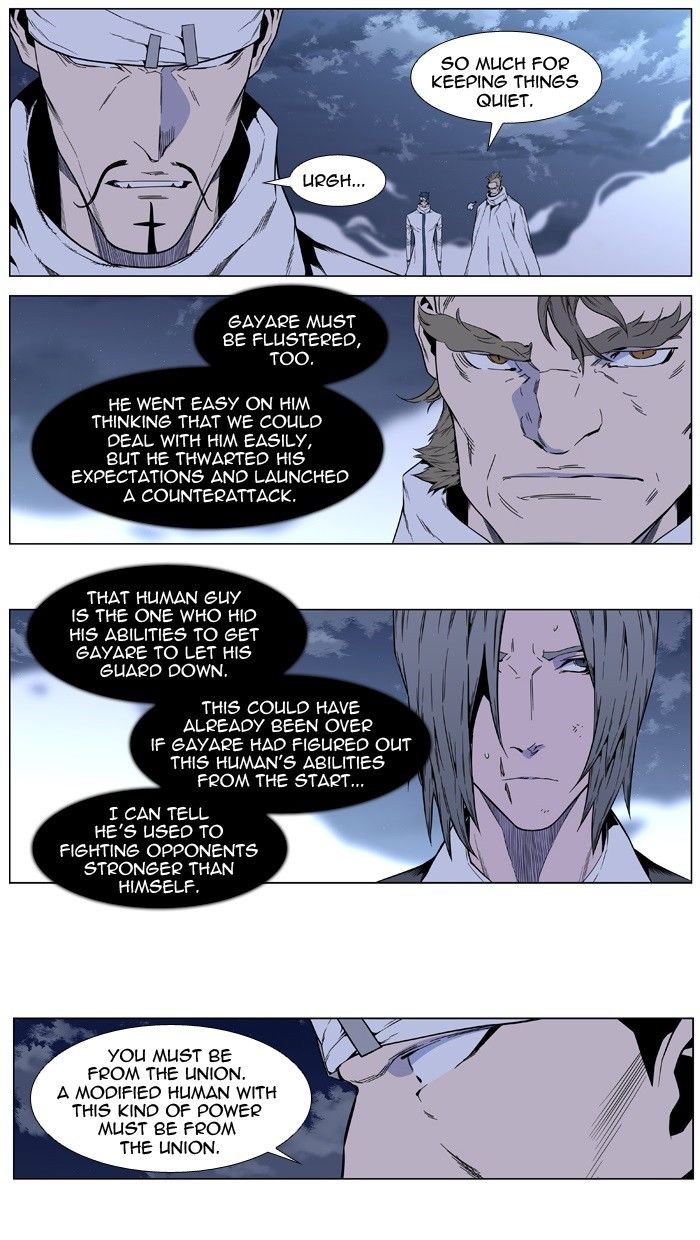 SO MUCH FOR
KEEPING THINGS
QUIET.
URGH...
GAYARE MUST
BE FLUSTERED,
TOO.
HE WENT EASY ON HIM
THINKING THAT WE COULD
DEAL WITH HIM EASILY,
BUT HE THWARTED HIS
EXPECTATIONS AND LAUNCHED
A COUNTERATTACK.
THAT HUMAN GUY
IS THE ONE WHO HID
HIS ABILITIES TO GET
GAYARE TO LET HIS
GUARD DOWN.
THIS COULD HAVE
ALREADY BEEN OVER
IF GAYARE HAD FIGURED OUT
THIS HUMAN'S ABILITIES
FROM THE START...
I CAN TELL
HE'S USED TO
FIGHTING OPPONENTS
STRONGER THAN
HIMSELF.
YOU MUST BE
FROM THE UNION.
A MODIFIED HUMAN WITH
THIS KIND OF POWER
MUST BE FROM
THE UNION.